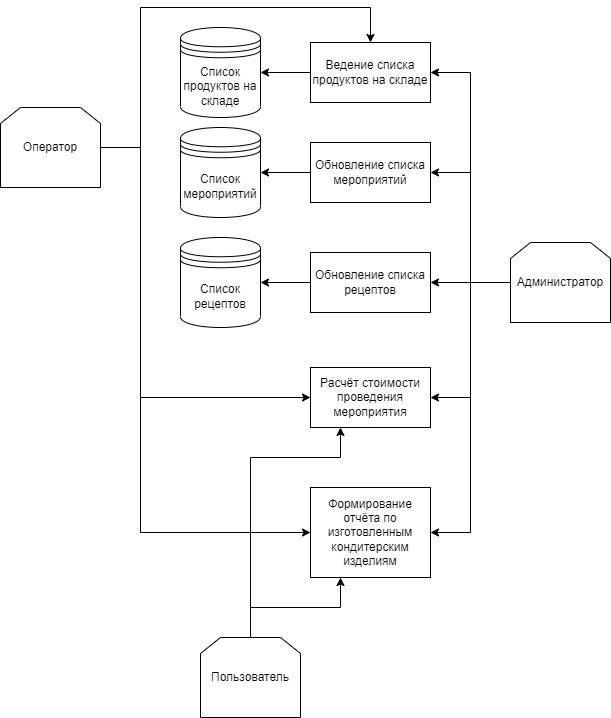 Список
продуктов на
складе
Ведение списка
продуктов на складе
Оператор
Список
мероприятий
Обновление списка
мероприятий
Список
рецептов
Обновление списка
рецептов
Администратор
Расчёт стоимости
проведения
мероприятия
Формирование
отчёта по
изготовленным
кондитерским
изделиям
Пользователь